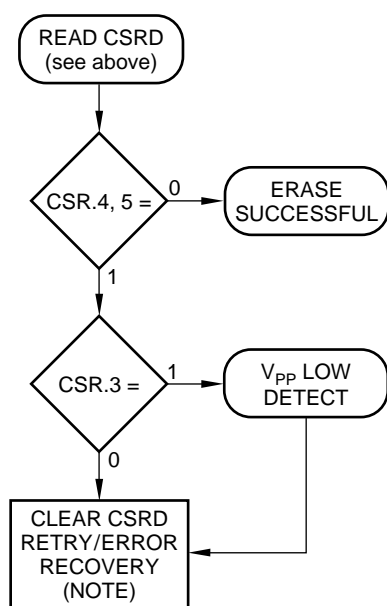 READ CSRD
(see above)
CSR.4, 5 =
0
ERASE
SUCCESSFUL
1
CSR.3 =
1
VPP LOW
DETECT
0
CLEAR CSRD
RETRY/ERROR
RECOVERY
(NOTE)